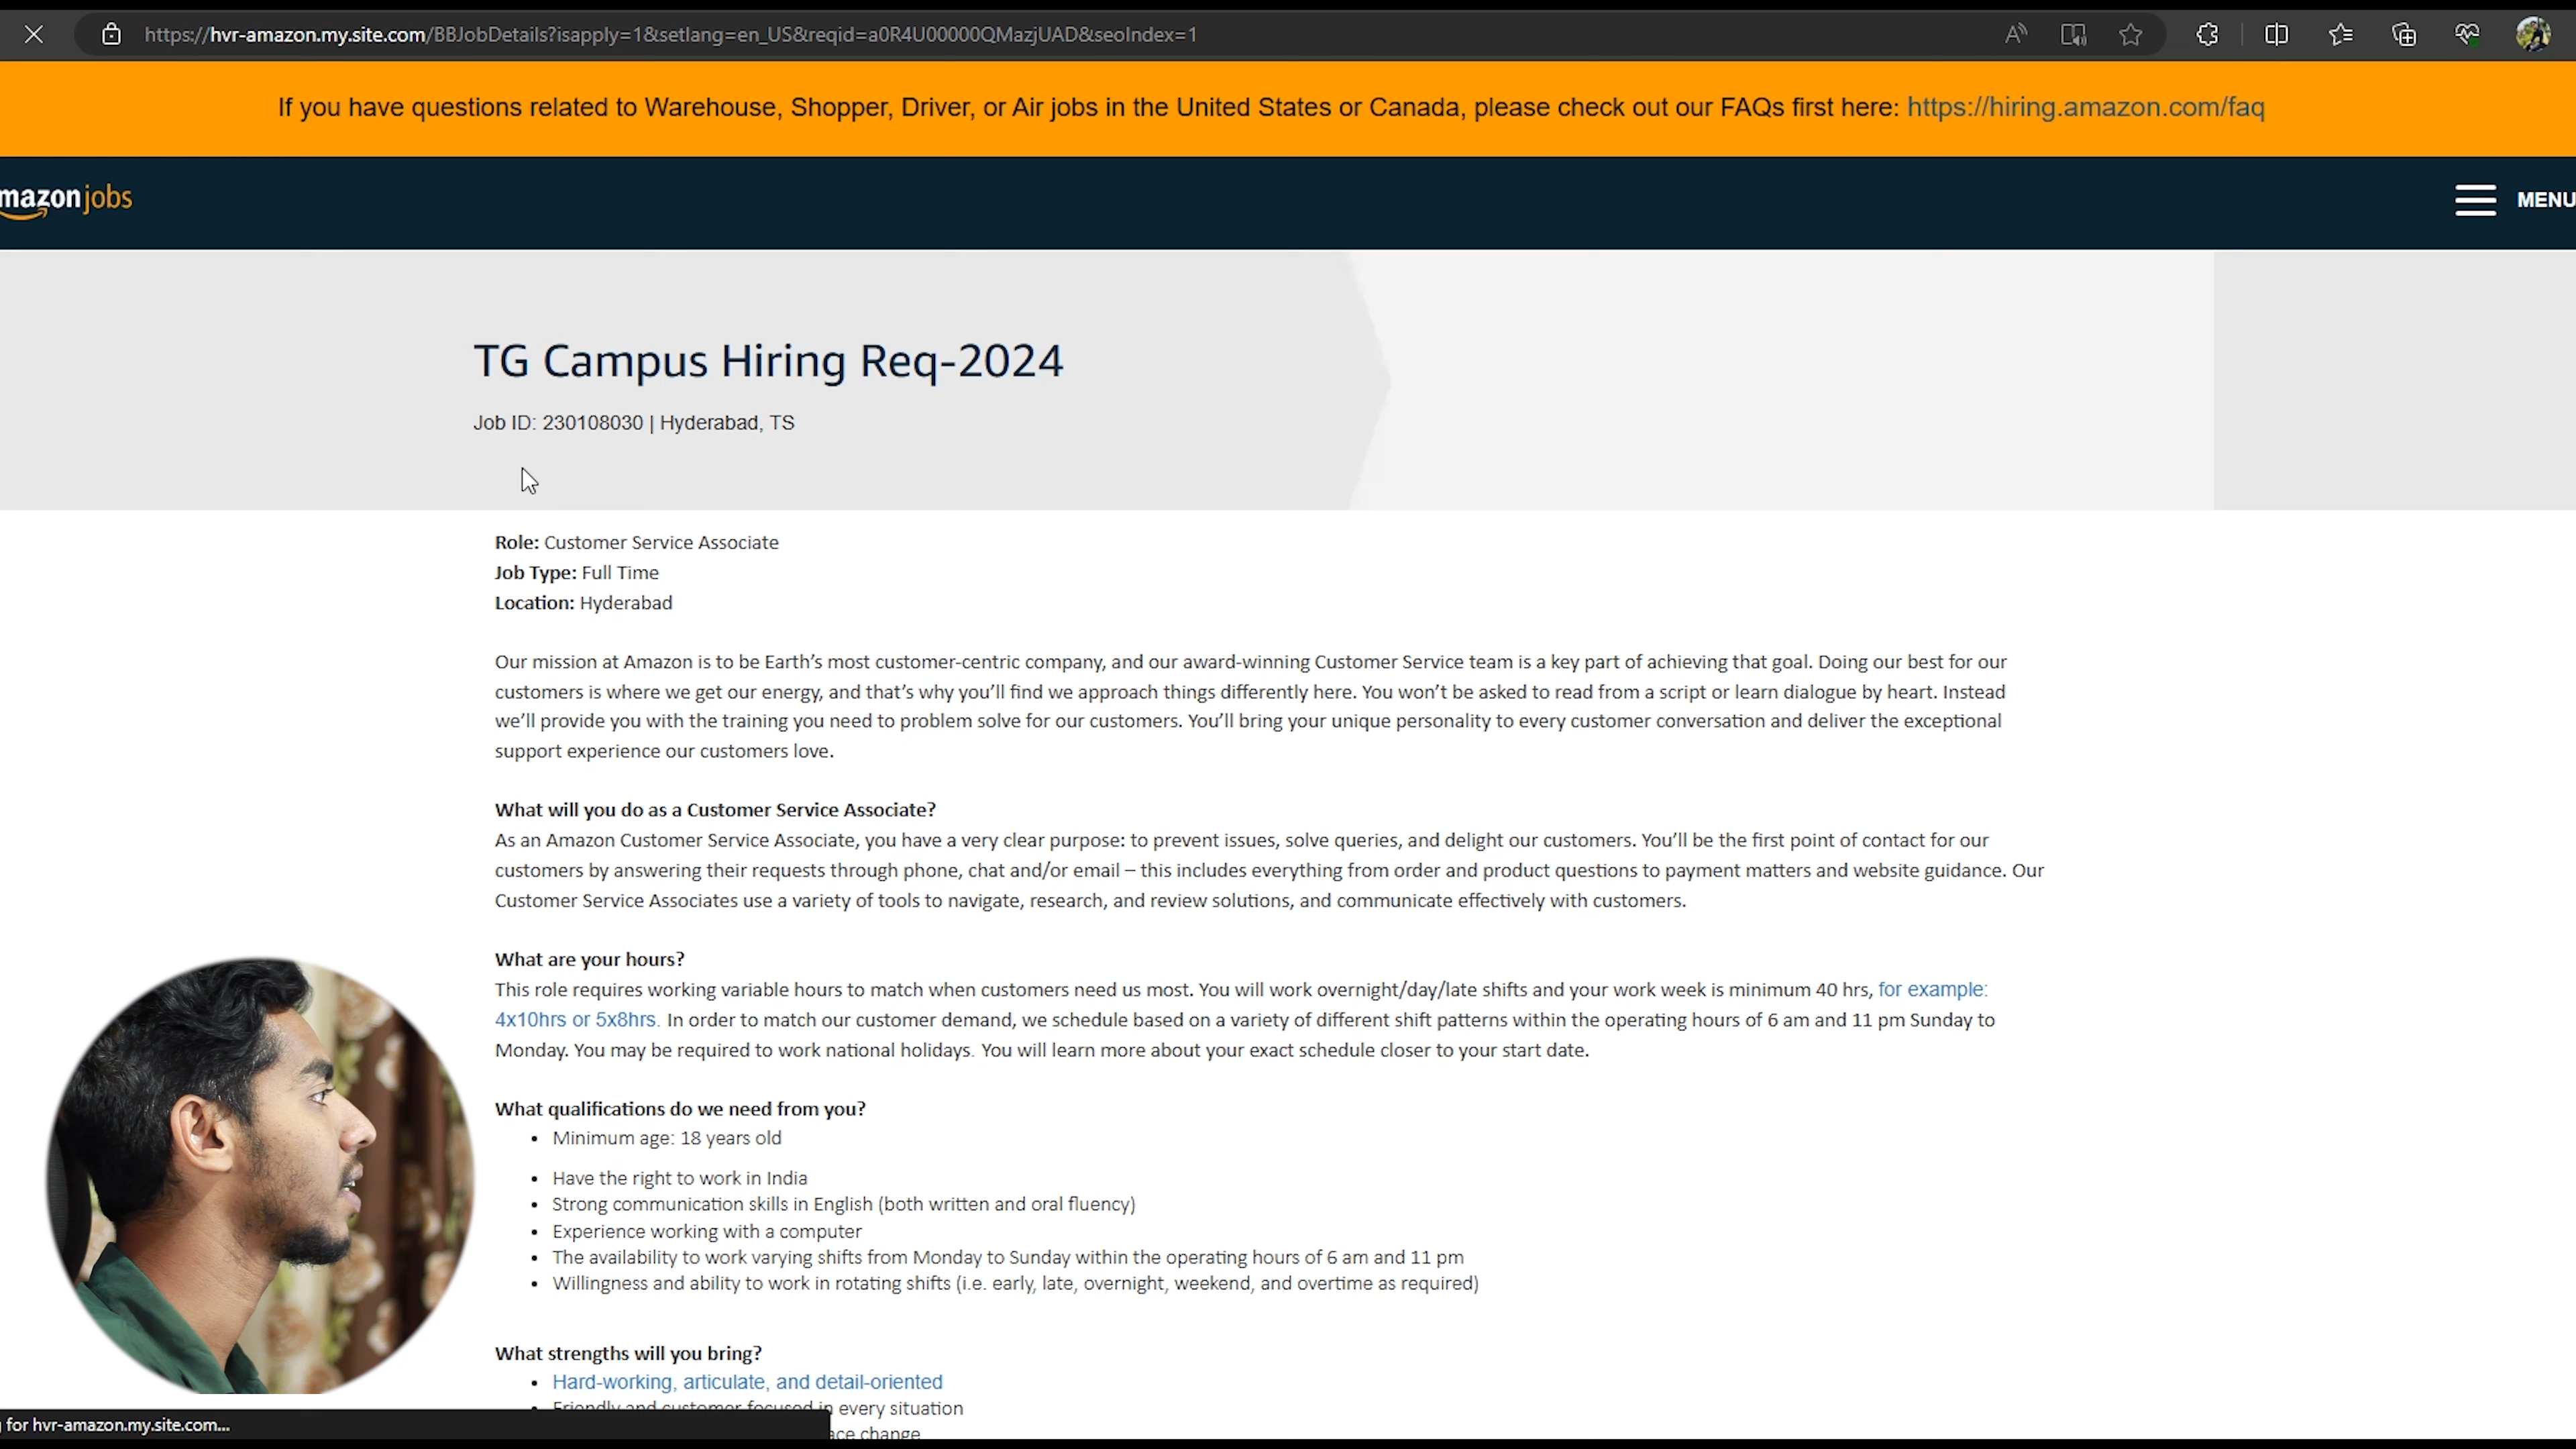 https://hvr-amazon.my.site.com/BBJobDetails?isapply=1&setlang=en_US&reqid=a0R4U00000QMazjUAD&seoIndex=1
If you have questions related to Warehouse, Shopper, Driver, or Air jobs in the United States or Canada, please check out our FAQs first here: https://hiring.amazon.com/faq
mazon jobs
MENU
TG Campus Hiring Req-2024
Job ID: 230108030 | Hyderabad, TS
Role: Customer Service Associate
Job Type: Full Time
Location: Hyderabad
Our mission at Amazon is to be Earth's most customer-centric company, and our award-winning Customer Service team is a key part of achieving that goal. Doing our best for our
customers is where we get our energy, and that's why you'll find we approach things differently here. You won't be asked to read from a script or learn dialogue by heart. Instead
we'll provide you with the training you need to problem solve for our customers. You'll bring your unique personality to every customer conversation and deliver the exceptional
support experience our customers love.
What will you do as a Customer Service Associate?
As an Amazon Customer Service Associate, you have a very clear purpose: to prevent issues, solve queries, and delight our customers. You'll be the first point of contact for our
customers by answering their requests through phone, chat and/or email – this includes everything from order and product questions to payment matters and website guidance. Our
Customer Service Associates use a variety of tools to navigate, research, and review solutions, and communicate effectively with customers.
What are your hours?
This role requires working variable hours to match when customers need us most. You will work overnight/day/late shifts and your work week is minimum 40 hrs, for example:
4x10hrs or 5x8hrs. In order to match our customer demand, we schedule based on a variety of different shift patterns within the operating hours of 6 am and 11 pm Sunday to
Monday. You may be required to work national holidays. You will learn more about your exact schedule closer to your start date.
What qualifications do we need from you?
• Minimum age: 18 years old
• Have the right to work in India
• Strong communication skills in English (both written and oral fluency)
• Experience working with a computer
• The availability to work varying shifts from Monday to Sunday within the operating hours of 6 am and 11 pm
• Willingness and ability to work in rotating shifts (i.e. early, late, overnight, weekend, and overtime as required)
What strengths will you bring?
• Hard-working, articulate, and detail-oriented
• Friendly and customer focused in every situation
change
for hvr-amazon.my.site.com...